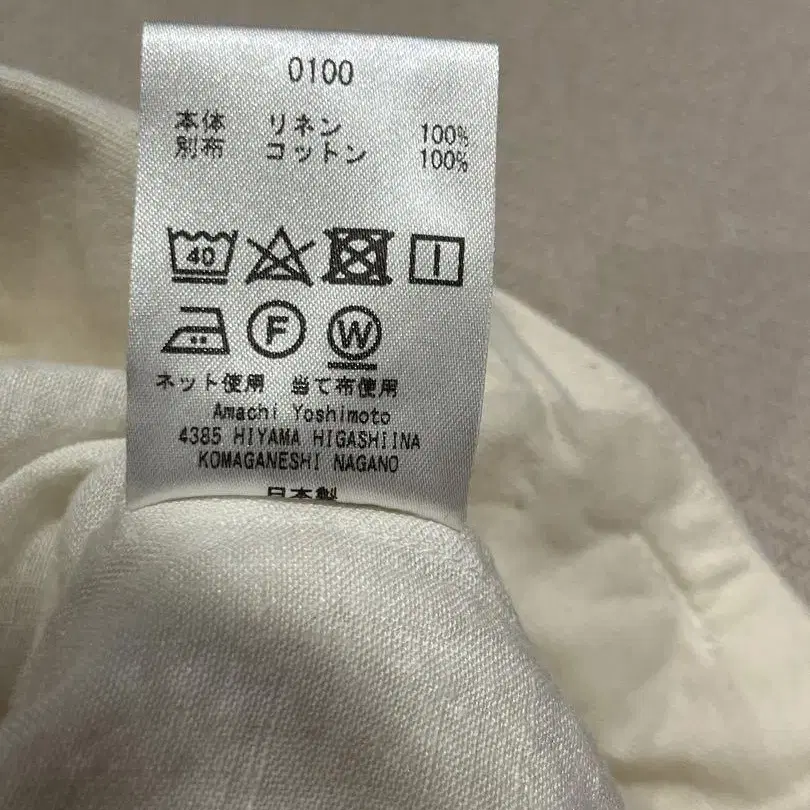 0100
本体 リネン 100%
別布 コットン 100%
40
F W
ネット使用 当て布使用
Amachi Yoshimoto
4385 HIYAMA HIGASHIINA
KOMAGANESHI NAGANO
日本製